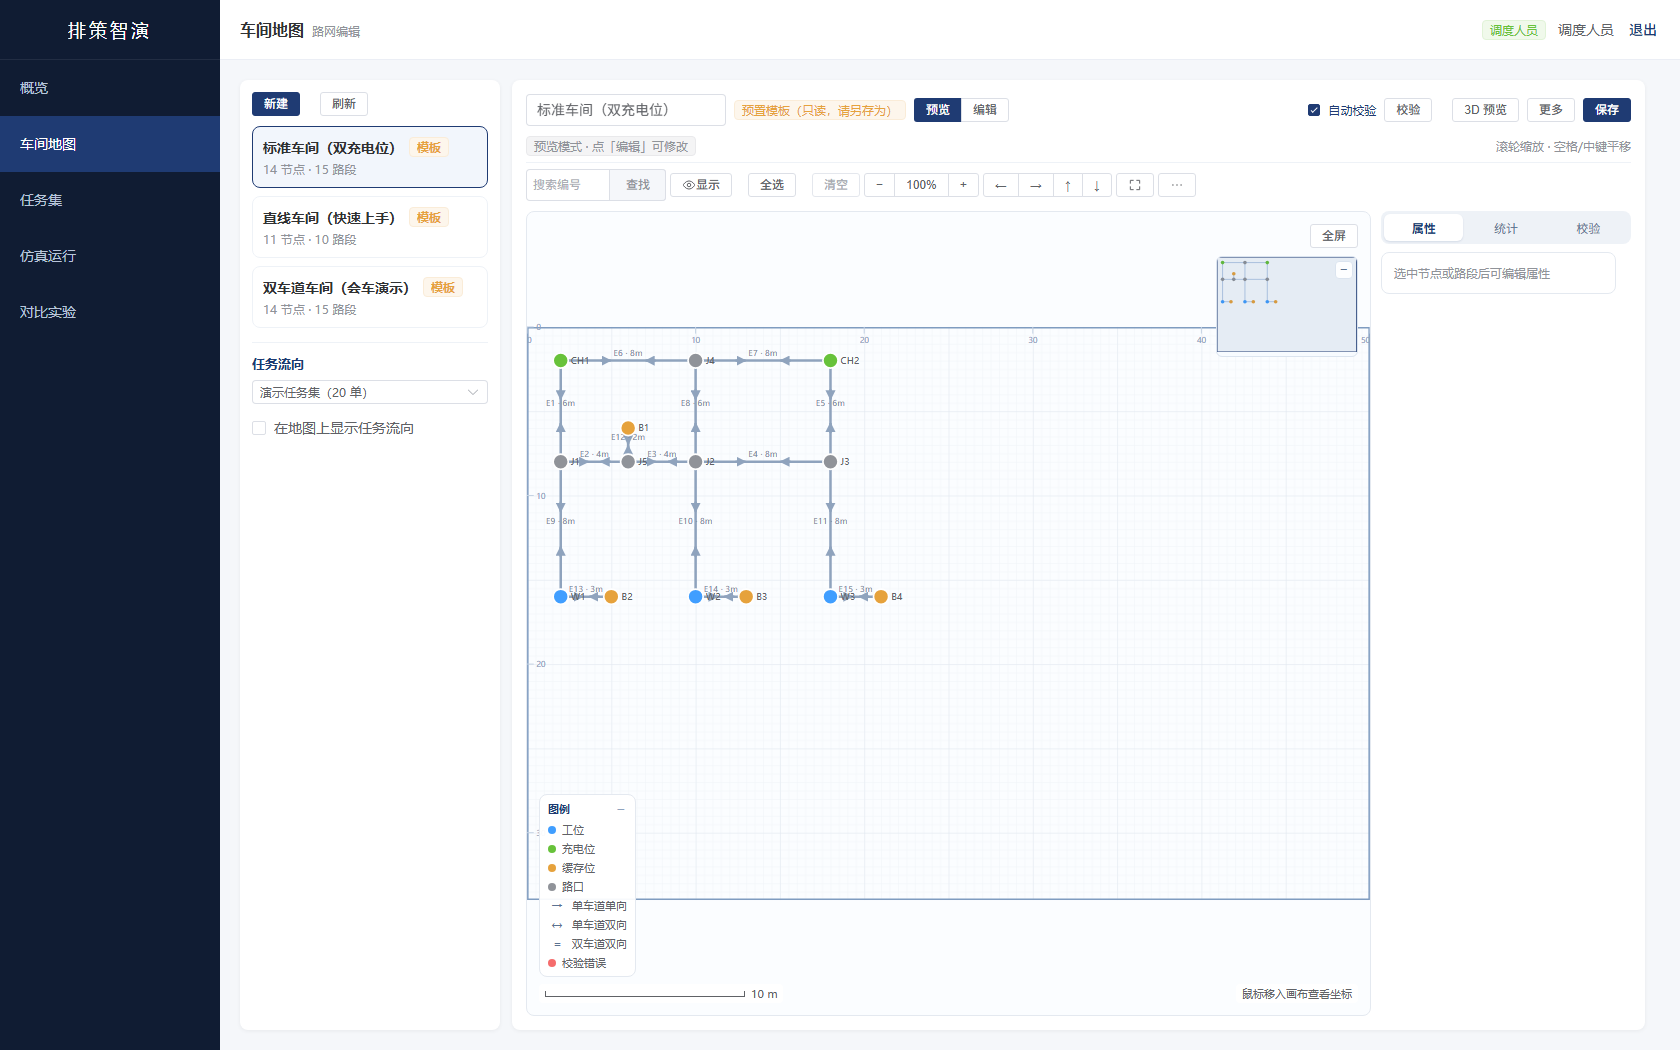 排策智演
概览
车间地图
任务集
仿真运行
对比实验
车间地图 路网编辑
调度人员 调度人员 退出
新建 刷新
标准车间（双充电位） 模板
14 节点 · 15 路段
直线车间（快速上手） 模板
11 节点 · 10 路段
双车道车间（会车演示） 模板
14 节点 · 15 路段
任务流向
演示任务集（20 单）
在地图上显示任务流向
标准车间（双充电位） 预置模板（只读，请另存为） 预览 编辑 自动校验 校验 3D 预览 更多 保存
预览模式 · 点「编辑」可修改 滚轮缩放 · 空格/中键平移
搜索编号 查找 显示 全选 清空 − 100% + ← → ↑ ↓ ···
全屏
−
0
0 10 20 30 40 50
E6 · 8m E7 · 8m
CH1 J4 CH2
E1 · 6m E8 · 6m E5 · 6m
B1
E12 · 2m
E2 · 4m E3 · 4m E4 · 8m
J1 J5 J2 J3
10
E9 · 8m E10 · 8m E11 · 8m
E13 · 3m E14 · 3m E15 · 3m
W1 B2 W2 B3 W3 B4
20
图例 −
工位
充电位
缓存位
路口
→ 单车道单向
↔ 单车道双向
= 双车道双向
校验错误
10 m
鼠标移入画布查看坐标
属性 统计 校验
选中节点或路段后可编辑属性